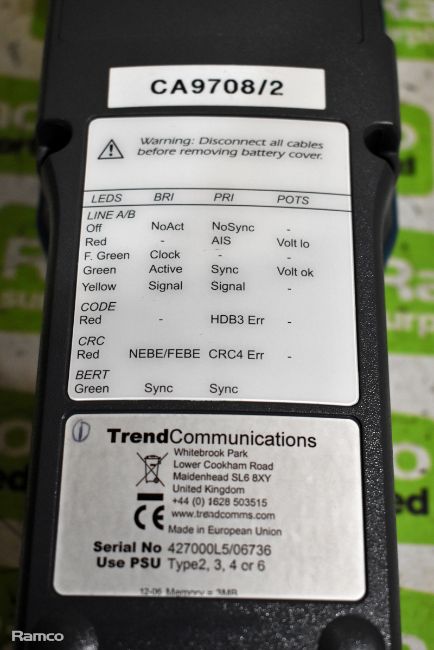 CA9708/2
Warning: Disconnect all cables
before removing battery cover.
LEDS BRI PRI POTS
LINE A/B
Off NoAct NoSync -
Red - AIS Volt lo
F. Green Clock - -
Green Active Sync Volt ok
Yellow Signal Signal -
CODE
Red - HDB3 Err -
CRC
Red NEBE/FEBE CRC4 Err -
BERT
Green Sync Sync
TrendCommunications
Whitebrook Park
Lower Cookham Road
Maidenhead SL6 8XY
United Kingdom
+44 (0) 1628 503515
www.trendcomms.com
Made in European Union
CE
Serial No 427000L5/06736
Use PSU Type2, 3, 4 or 6
12-06 Memory = 3MB
Ramco